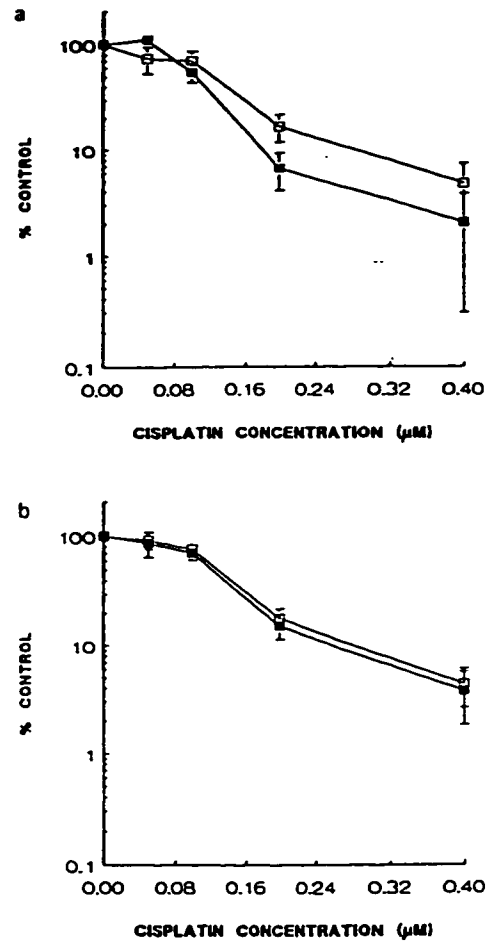 a
100
10
1
0.1
% CONTROL
0.00 0.08 0.16 0.24 0.32 0.40
CISPLATIN CONCENTRATION (µM)
b
100
10
1
0.1
% CONTROL
0.00 0.08 0.16 0.24 0.32 0.40
CISPLATIN CONCENTRATION (µM)